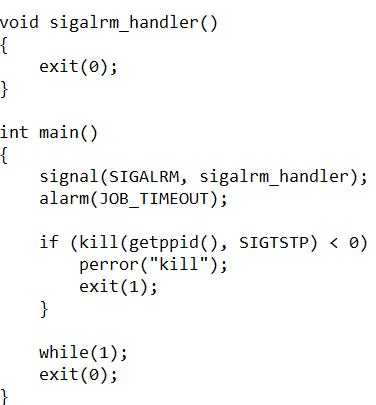 void sigalrm_handler()
{
    exit(0);
}

int main()
{
    signal(SIGALRM, sigalrm_handler);
    alarm(JOB_TIMEOUT);

    if (kill(getppid(), SIGTSTP) < 0)
        perror("kill");
        exit(1);
    }

    while(1);
    exit(0);
}